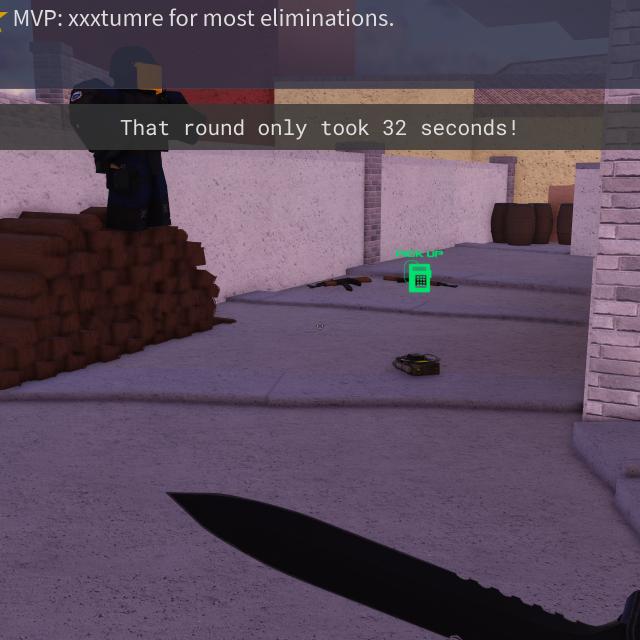 MVP: xxxtumre for most eliminations.
That round only took 32 seconds!
PICK UP